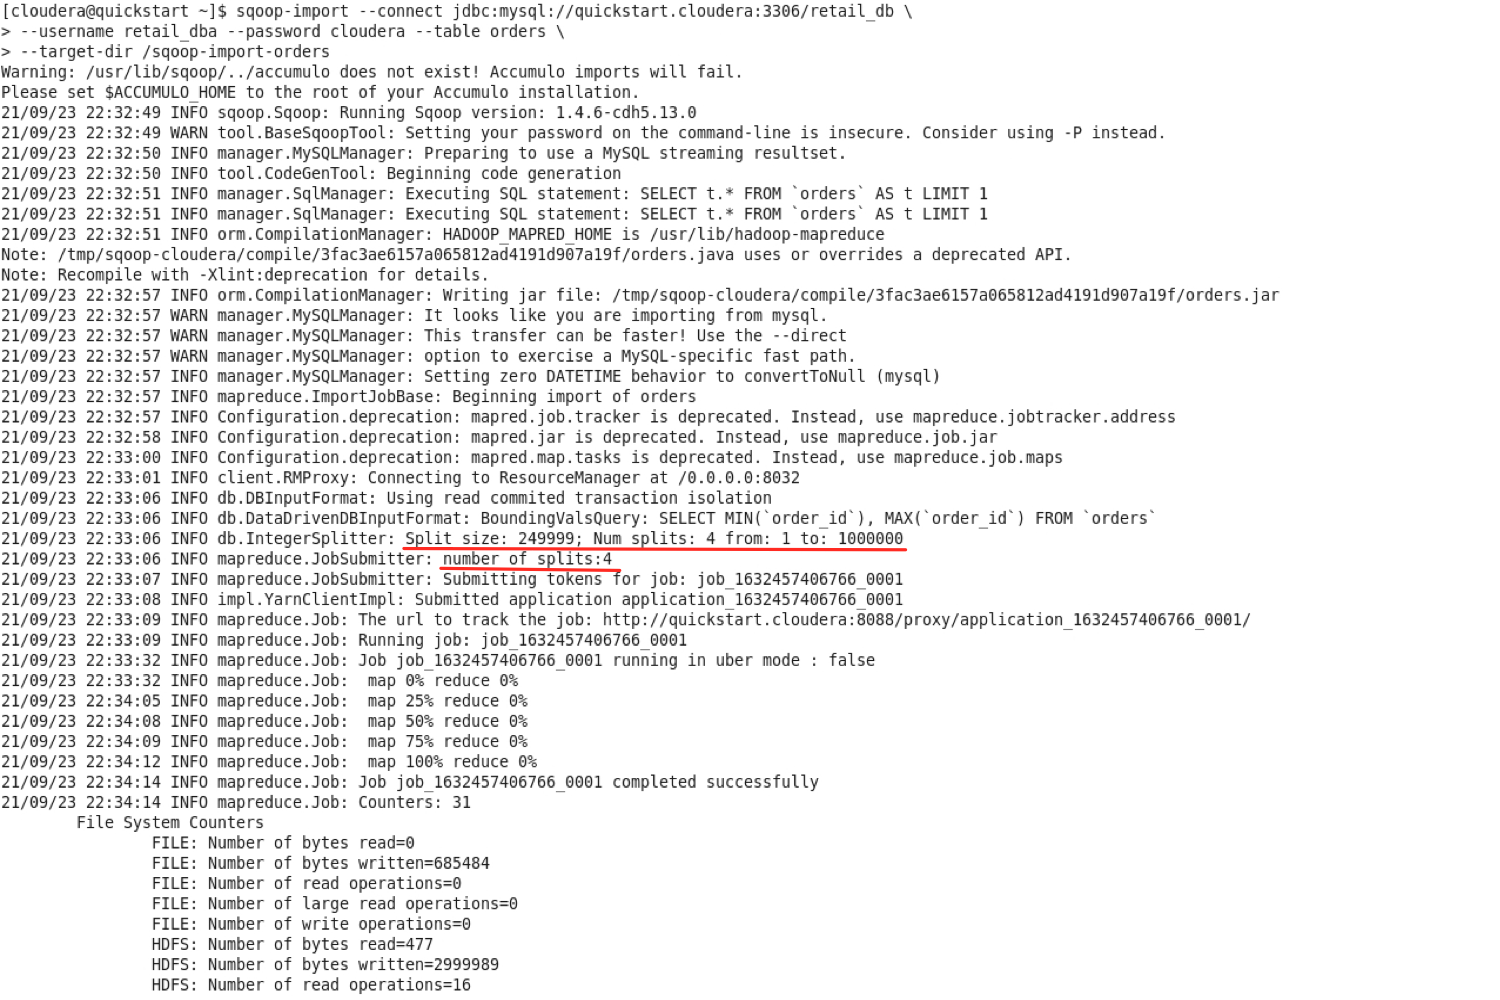 [cloudera@quickstart ~]$ sqoop-import --connect jdbc:mysql://quickstart.cloudera:3306/retail_db \
> --username retail_dba --password cloudera --table orders \
> --target-dir /sqoop-import-orders
Warning: /usr/lib/sqoop/../accumulo does not exist! Accumulo imports will fail.
Please set $ACCUMULO_HOME to the root of your Accumulo installation.
21/09/23 22:32:49 INFO sqoop.Sqoop: Running Sqoop version: 1.4.6-cdh5.13.0
21/09/23 22:32:49 WARN tool.BaseSqoopTool: Setting your password on the command-line is insecure. Consider using -P instead.
21/09/23 22:32:50 INFO manager.MySQLManager: Preparing to use a MySQL streaming resultset.
21/09/23 22:32:50 INFO tool.CodeGenTool: Beginning code generation
21/09/23 22:32:51 INFO manager.SqlManager: Executing SQL statement: SELECT t.* FROM `orders` AS t LIMIT 1
21/09/23 22:32:51 INFO manager.SqlManager: Executing SQL statement: SELECT t.* FROM `orders` AS t LIMIT 1
21/09/23 22:32:51 INFO orm.CompilationManager: HADOOP_MAPRED_HOME is /usr/lib/hadoop-mapreduce
Note: /tmp/sqoop-cloudera/compile/3fac3ae6157a065812ad4191d907a19f/orders.java uses or overrides a deprecated API.
Note: Recompile with -Xlint:deprecation for details.
21/09/23 22:32:57 INFO orm.CompilationManager: Writing jar file: /tmp/sqoop-cloudera/compile/3fac3ae6157a065812ad4191d907a19f/orders.jar
21/09/23 22:32:57 WARN manager.MySQLManager: It looks like you are importing from mysql.
21/09/23 22:32:57 WARN manager.MySQLManager: This transfer can be faster! Use the --direct
21/09/23 22:32:57 WARN manager.MySQLManager: option to exercise a MySQL-specific fast path.
21/09/23 22:32:57 INFO manager.MySQLManager: Setting zero DATETIME behavior to convertToNull (mysql)
21/09/23 22:32:57 INFO mapreduce.ImportJobBase: Beginning import of orders
21/09/23 22:32:57 INFO Configuration.deprecation: mapred.job.tracker is deprecated. Instead, use mapreduce.jobtracker.address
21/09/23 22:32:58 INFO Configuration.deprecation: mapred.jar is deprecated. Instead, use mapreduce.job.jar
21/09/23 22:33:00 INFO Configuration.deprecation: mapred.map.tasks is deprecated. Instead, use mapreduce.job.maps
21/09/23 22:33:01 INFO client.RMProxy: Connecting to ResourceManager at /0.0.0.0:8032
21/09/23 22:33:06 INFO db.DBInputFormat: Using read commited transaction isolation
21/09/23 22:33:06 INFO db.DataDrivenDBInputFormat: BoundingValsQuery: SELECT MIN(`order_id`), MAX(`order_id`) FROM `orders`
21/09/23 22:33:06 INFO db.IntegerSplitter: Split size: 249999; Num splits: 4 from: 1 to: 1000000
21/09/23 22:33:06 INFO mapreduce.JobSubmitter: number of splits:4
21/09/23 22:33:07 INFO mapreduce.JobSubmitter: Submitting tokens for job: job_1632457406766_0001
21/09/23 22:33:08 INFO impl.YarnClientImpl: Submitted application application_1632457406766_0001
21/09/23 22:33:09 INFO mapreduce.Job: The url to track the job: http://quickstart.cloudera:8088/proxy/application_1632457406766_0001/
21/09/23 22:33:09 INFO mapreduce.Job: Running job: job_1632457406766_0001
21/09/23 22:33:32 INFO mapreduce.Job: Job job_1632457406766_0001 running in uber mode : false
21/09/23 22:33:32 INFO mapreduce.Job:  map 0% reduce 0%
21/09/23 22:34:05 INFO mapreduce.Job:  map 25% reduce 0%
21/09/23 22:34:08 INFO mapreduce.Job:  map 50% reduce 0%
21/09/23 22:34:09 INFO mapreduce.Job:  map 75% reduce 0%
21/09/23 22:34:12 INFO mapreduce.Job:  map 100% reduce 0%
21/09/23 22:34:14 INFO mapreduce.Job: Job job_1632457406766_0001 completed successfully
21/09/23 22:34:14 INFO mapreduce.Job: Counters: 31
        File System Counters
                FILE: Number of bytes read=0
                FILE: Number of bytes written=685484
                FILE: Number of read operations=0
                FILE: Number of large read operations=0
                FILE: Number of write operations=0
                HDFS: Number of bytes read=477
                HDFS: Number of bytes written=2999989
                HDFS: Number of read operations=16